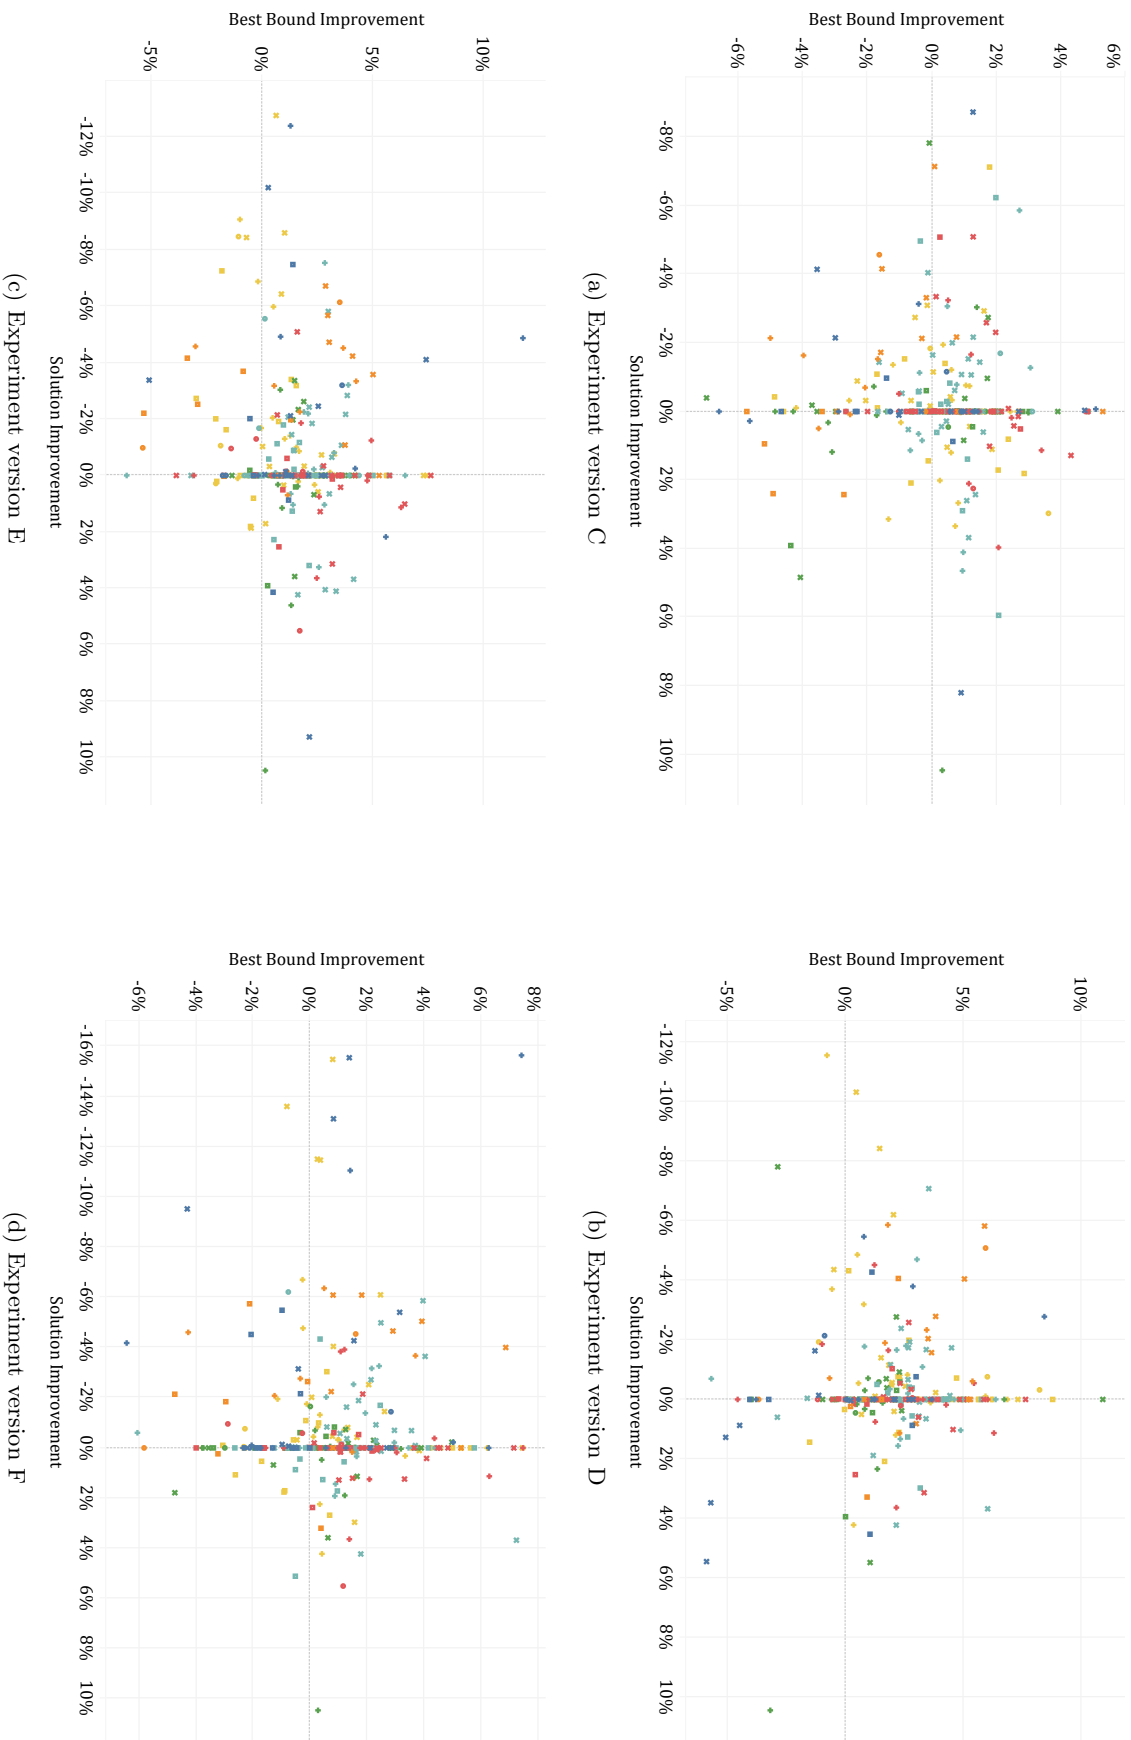 Best Bound Improvement
6%
4%
2%
0%
-2%
-4%
-6%
-8% -6% -4% -2% 0% 2% 4% 6% 8% 10%
Solution Improvement
(a) Experiment version C
Best Bound Improvement
10%
5%
0%
-5%
-12% -10% -8% -6% -4% -2% 0% 2% 4% 6% 8% 10%
Solution Improvement
(b) Experiment version D
Best Bound Improvement
10%
5%
0%
-5%
-12% -10% -8% -6% -4% -2% 0% 2% 4% 6% 8% 10%
Solution Improvement
(c) Experiment version E
Best Bound Improvement
8%
6%
4%
2%
0%
-2%
-4%
-6%
-16% -14% -12% -10% -8% -6% -4% -2% 0% 2% 4% 6% 8% 10%
Solution Improvement
(d) Experiment version F